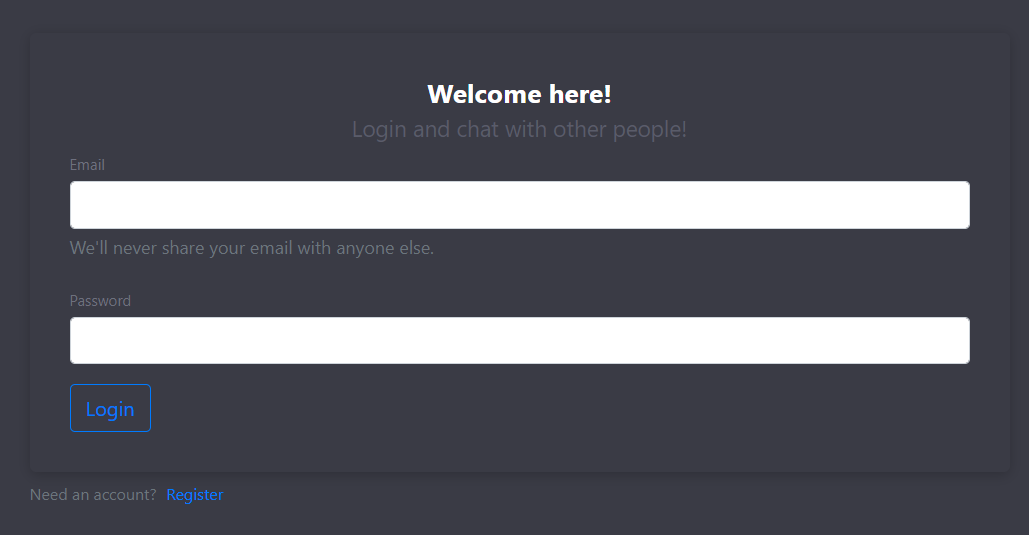 Welcome here!
Login and chat with other people!
Email
We'll never share your email with anyone else.
Password
Login
Need an account? Register